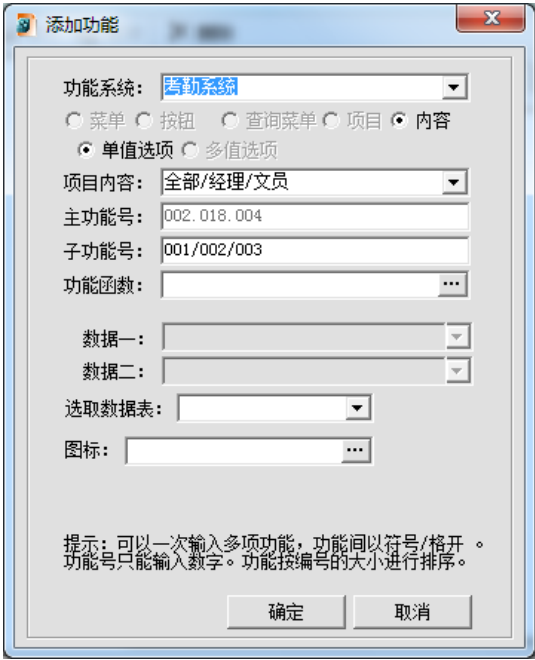 添加功能
功能系统： 考勤系统
菜单 按钮 查询菜单 项目 内容
单值选项 多值选项
项目内容： 全部/经理/文员
主功能号： 002.018.004
子功能号： 001/002/003
功能函数： ...
数据一：
数据二：
选取数据表：
图标： ...
提示：可以一次输入多项功能，功能间以符号/格开 。
功能号只能输入数字。功能按编号的大小进行排序。
确定 取消